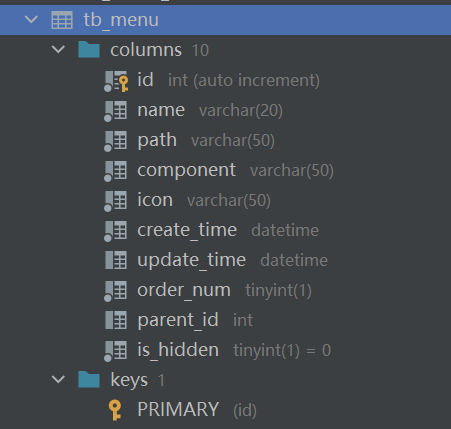 tb_menu
columns 10
id int (auto increment)
name varchar(20)
path varchar(50)
component varchar(50)
icon varchar(50)
create_time datetime
update_time datetime
order_num tinyint(1)
parent_id int
is_hidden tinyint(1) = 0
keys 1
PRIMARY (id)